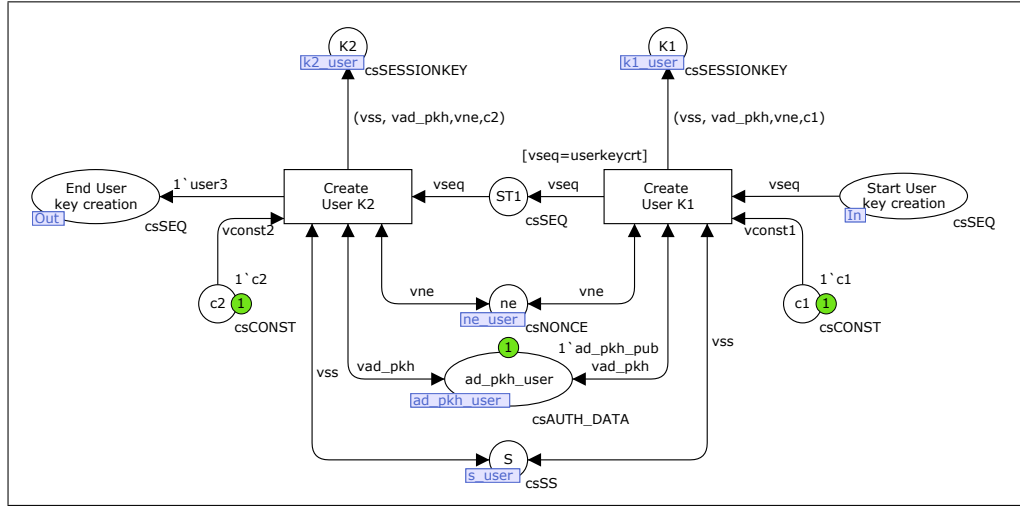 K2
k2_user
csSESSIONKEY
K1
k1_user
csSESSIONKEY
(vss, vad_pkh,vne,c2)
(vss, vad_pkh,vne,c1)
[vseq=userkeycrt]
End User
key creation
Out
csSEQ
1`user3
Create
User K2
vseq
ST1
csSEQ
vseq
Create
User K1
vseq
Start User
key creation
In
csSEQ
vconst2
vconst1
1`c2
c2
1
csCONST
1`c1
c1
1
csCONST
vne
ne
ne_user
csNONCE
vne
vss
vad_pkh
1
1`ad_pkh_pub
ad_pkh_user
ad_pkh_user
csAUTH_DATA
vad_pkh
vss
S
s_user
csSS